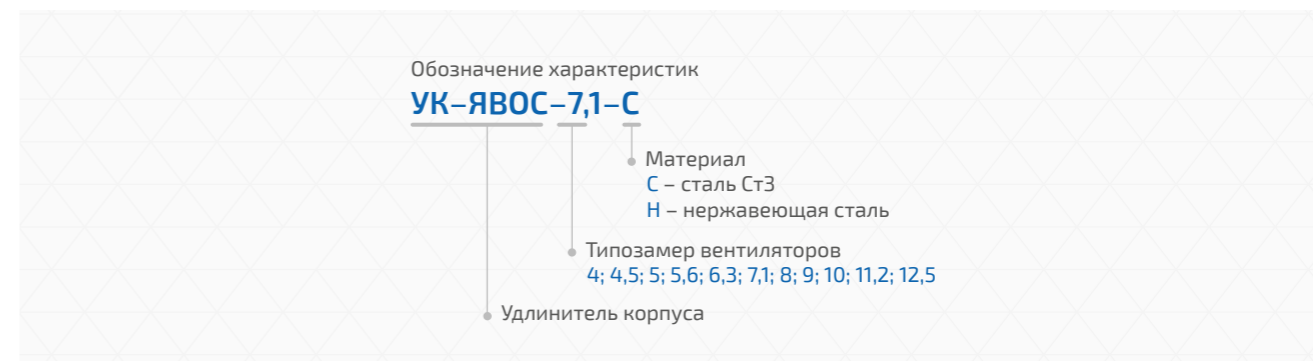 Обозначение характеристик
УК–ЯВОС–7,1–С
Материал
С – сталь Ст3
Н – нержавеющая сталь
Типозамер вентиляторов
4; 4,5; 5; 5,6; 6,3; 7,1; 8; 9; 10; 11,2; 12,5
Удлинитель корпуса